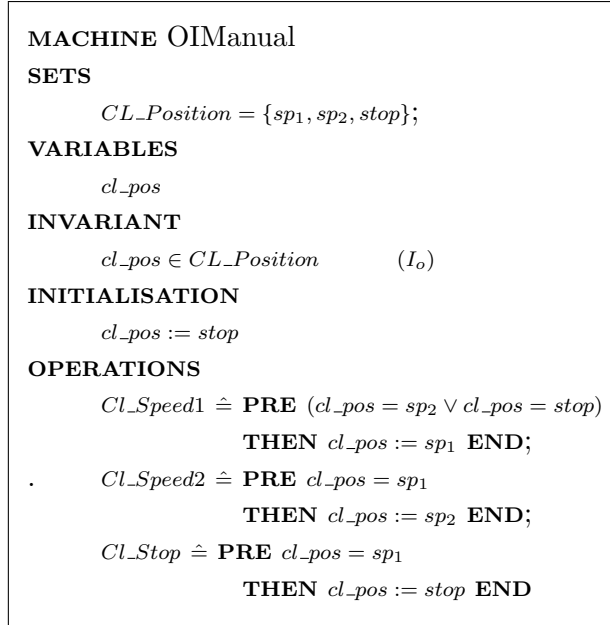 MACHINE OIManual
SETS
CL_Position = {sp₁, sp₂, stop};
VARIABLES
cl_pos
INVARIANT
cl_pos ∈ CL_Position (Iₒ)
INITIALISATION
cl_pos := stop
OPERATIONS
Cl_Speed1 ≙ PRE (cl_pos = sp₂ ∨ cl_pos = stop)
THEN cl_pos := sp₁ END;
. Cl_Speed2 ≙ PRE cl_pos = sp₁
THEN cl_pos := sp₂ END;
Cl_Stop ≙ PRE cl_pos = sp₁
THEN cl_pos := stop END